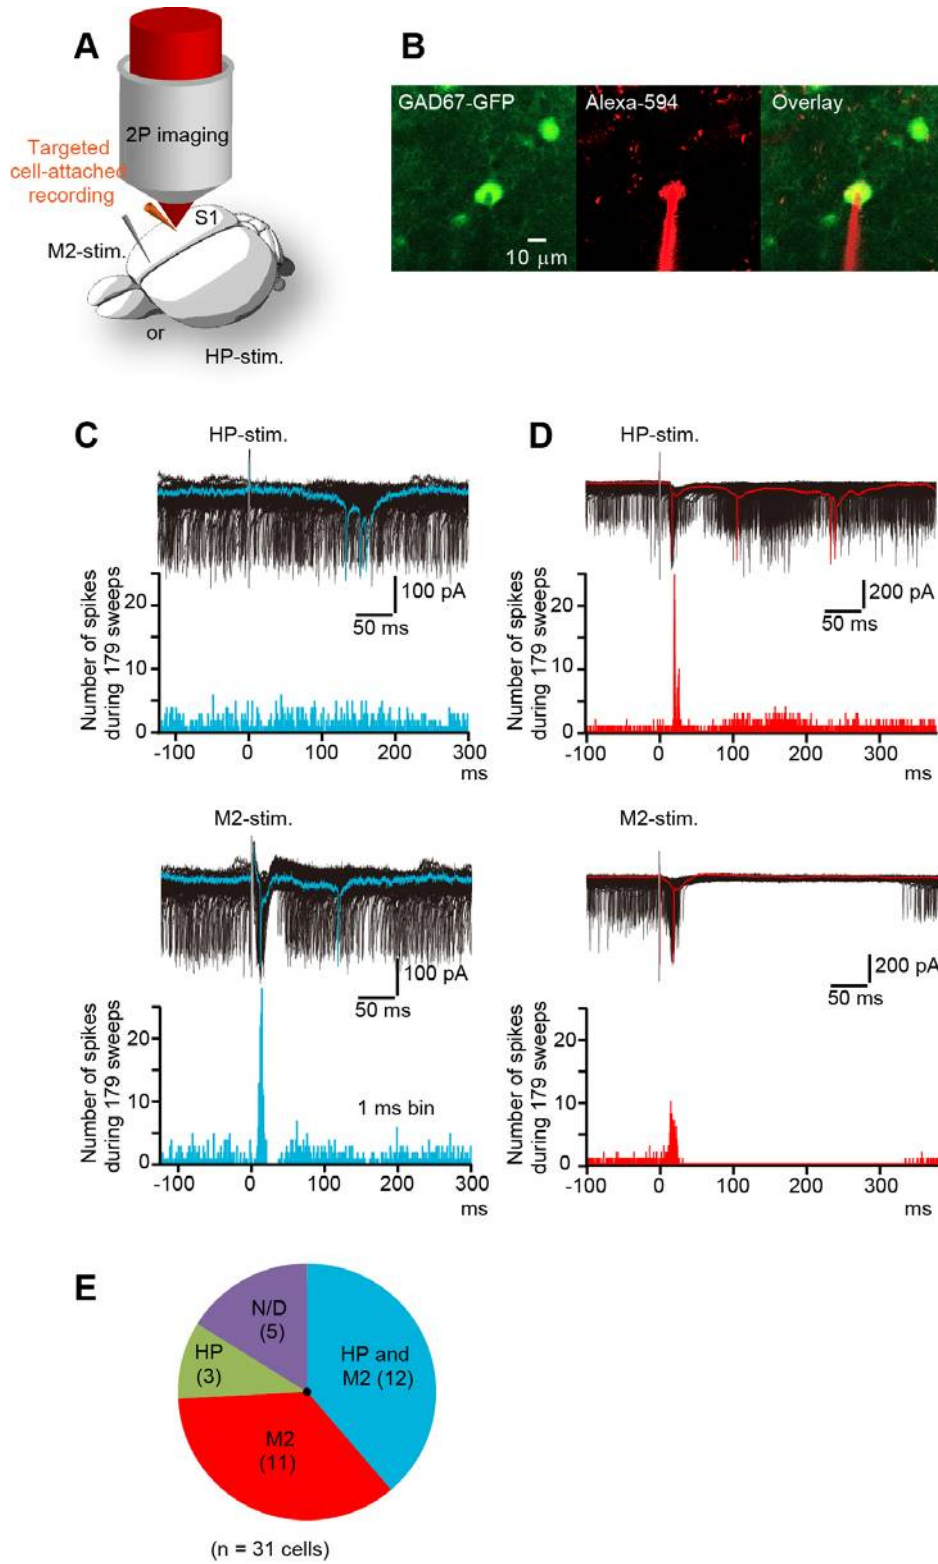 A
2P imaging
Targeted
cell-attached
recording
S1
M2-stim.
or
HP-stim.
B
GAD67-GFP
Alexa-594
Overlay
10 μm
C
HP-stim.
100 pA
50 ms
Number of spikes
during 179 sweeps
20
10
0
-100
0
100
200
300
ms
M2-stim.
100 pA
50 ms
Number of spikes
during 179 sweeps
20
10
0
1 ms bin
-100
0
100
200
300
ms
D
HP-stim.
200 pA
50 ms
Number of spikes
during 179 sweeps
20
10
0
-100
0
100
200
300
ms
M2-stim.
200 pA
50 ms
Number of spikes
during 179 sweeps
20
10
0
-100
0
100
200
300
ms
E
N/D
(5)
HP
(3)
HP and
M2 (12)
M2
(11)
(n = 31 cells)